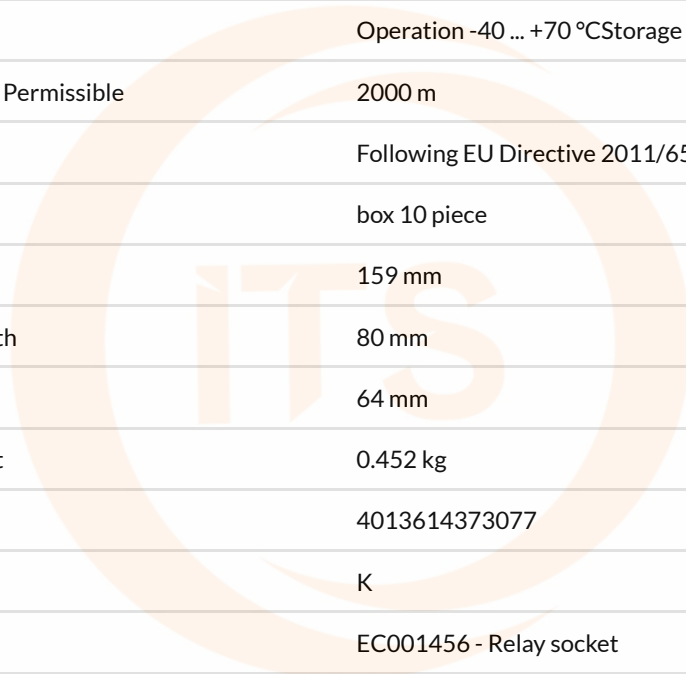 Operation -40 ... +70 °CStorage
Permissible 2000 m
Following EU Directive 2011/65
box 10 piece
159 mm
th 80 mm
64 mm
t 0.452 kg
4013614373077
K
EC001456 - Relay socket
ITS